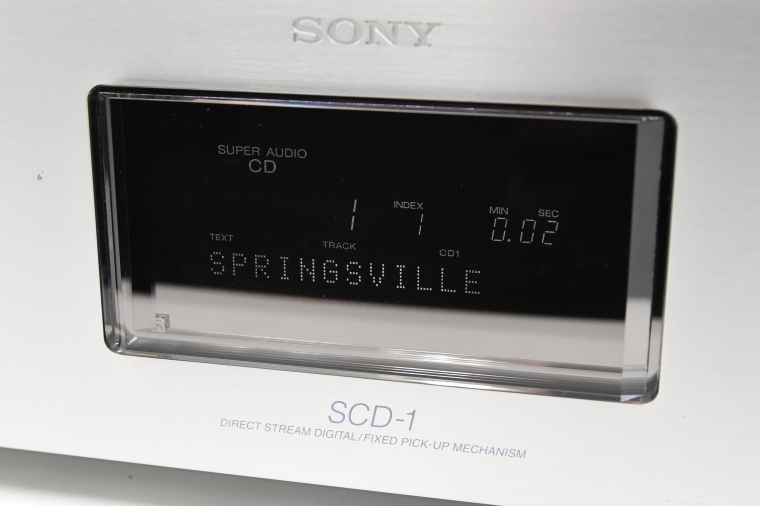 SONY
SUPER AUDIO
CD
1 INDEX 1 MIN SEC 0.02
TEXT TRACK CD1
SPRINGSVILLE
SCD-1
DIRECT STREAM DIGITAL/FIXED PICK-UP MECHANISM